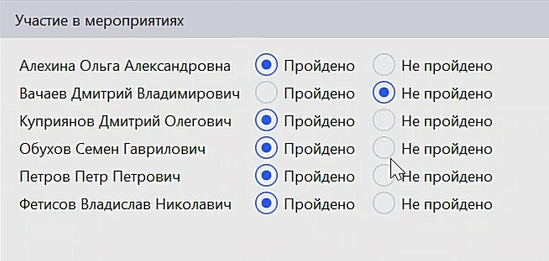 Участие в мероприятиях
Алехина Ольга Александровна Пройдено Не пройдено
Вачаев Дмитрий Владимирович Пройдено Не пройдено
Куприянов Дмитрий Олегович Пройдено Не пройдено
Обухов Семен Гаврилович Пройдено Не пройдено
Петров Петр Петрович Пройдено Не пройдено
Фетисов Владислав Николаевич Пройдено Не пройдено